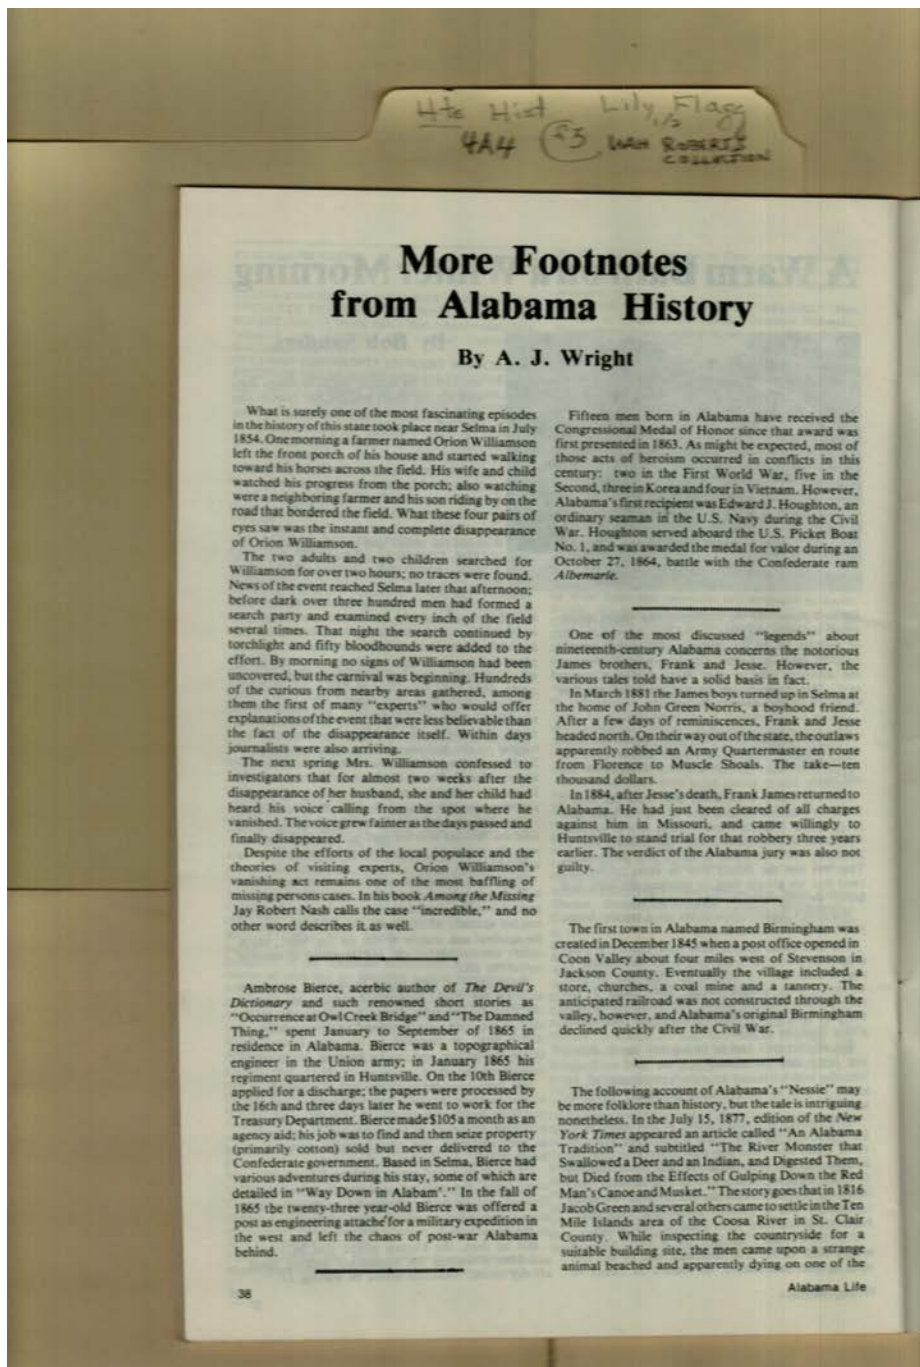 Hts Hist Lily Flagg
1/2
4A4 £3 UAH ROBERTS
COLLECTION
More Footnotes
from Alabama History
By A. J. Wright
What is surely one of the most fascinating episodes
in the history of this state took place near Selma in July
1854. One morning a farmer named Orion Williamson
left the front porch of his house and started walking
toward his horses across the field. His wife and child
watched his progress from the porch; also watching
were a neighboring farmer and his son riding by on the
road that bordered the field. What these four pairs of
eyes saw was the instant and complete disappearance
of Orion Williamson.
The two adults and two children searched for
Williamson for over two hours; no traces were found.
News of the event reached Selma later that afternoon;
before dark over three hundred men had formed a
search party and examined every inch of the field
several times. That night the search continued by
torchlight and fifty bloodhounds were added to the
effort. By morning no signs of Williamson had been
uncovered, but the carnival was beginning. Hundreds
of the curious from nearby areas gathered, among
them the first of many "experts" who would offer
explanations of the event that were less believable than
the fact of the disappearance itself. Within days
journalists were also arriving.
The next spring Mrs. Williamson confessed to
investigators that for almost two weeks after the
disappearance of her husband, she and her child had
heard his voice calling from the spot where he
vanished. The voice grew fainter as the days passed and
finally disappeared.
Despite the efforts of the local populace and the
theories of visiting experts, Orion Williamson's
vanishing act remains one of the most baffling of
missing persons cases. In his book Among the Missing
Jay Robert Nash calls the case "incredible," and no
other word describes it as well.
Ambrose Bierce, acerbic author of The Devil's
Dictionary and such renowned short stories as
"Occurrence at Owl Creek Bridge" and "The Damned
Thing," spent January to September of 1865 in
residence in Alabama. Bierce was a topographical
engineer in the Union army; in January 1865 his
regiment quartered in Huntsville. On the 10th Bierce
applied for a discharge; the papers were processed by
the 16th and three days later he went to work for the
Treasury Department. Bierce made $105 a month as an
agency aid; his job was to find and then seize property
(primarily cotton) sold but never delivered to the
Confederate government. Based in Selma, Bierce had
various adventures during his stay, some of which are
detailed in "Way Down in Alabam'." In the fall of
1865 the twenty-three year-old Bierce was offered a
post as engineering attaché for a military expedition in
the west and left the chaos of post-war Alabama
behind.
38
Fifteen men born in Alabama have received the
Congressional Medal of Honor since that award was
first presented in 1863. As might be expected, most of
those acts of heroism occurred in conflicts in this
century: two in the First World War, five in the
Second, three in Korea and four in Vietnam. However,
Alabama's first recipient was Edward J. Houghton, an
ordinary seaman in the U.S. Navy during the Civil
War. Houghton served aboard the U.S. Picket Boat
No. 1, and was awarded the medal for valor during an
October 27, 1864, battle with the Confederate ram
Albemarle.
One of the most discussed "legends" about
nineteenth-century Alabama concerns the notorious
James brothers, Frank and Jesse. However, the
various tales told have a solid basis in fact.
In March 1881 the James boys turned up in Selma at
the home of John Green Norris, a boyhood friend.
After a few days of reminiscences, Frank and Jesse
headed north. On their way out of the state, the outlaws
apparently robbed an Army Quartermaster en route
from Florence to Muscle Shoals. The take—ten
thousand dollars.
In 1884, after Jesse's death, Frank James returned to
Alabama. He had just been cleared of all charges
against him in Missouri, and came willingly to
Huntsville to stand trial for that robbery three years
earlier. The verdict of the Alabama jury was also not
guilty.
The first town in Alabama named Birmingham was
created in December 1845 when a post office opened in
Coon Valley about four miles west of Stevenson in
Jackson County. Eventually the village included a
store, churches, a coal mine and a tannery. The
anticipated railroad was not constructed through the
valley, however, and Alabama's original Birmingham
declined quickly after the Civil War.
The following account of Alabama's "Nessie" may
be more folklore than history, but the tale is intriguing
nonetheless. In the July 15, 1877, edition of the New
York Times appeared an article called "An Alabama
Tradition" and subtitled "The River Monster that
Swallowed a Deer and an Indian, and Digested Them,
but Died from the Effects of Gulping Down the Red
Man's Canoe and Musket." The story goes that in 1816
Jacob Green and several others came to settle in the Ten
Mile Islands area of the Coosa River in St. Clair
County. While inspecting the countryside for a
suitable building site, the men came upon a strange
animal beached and apparently dying on one of the
Alabama Life